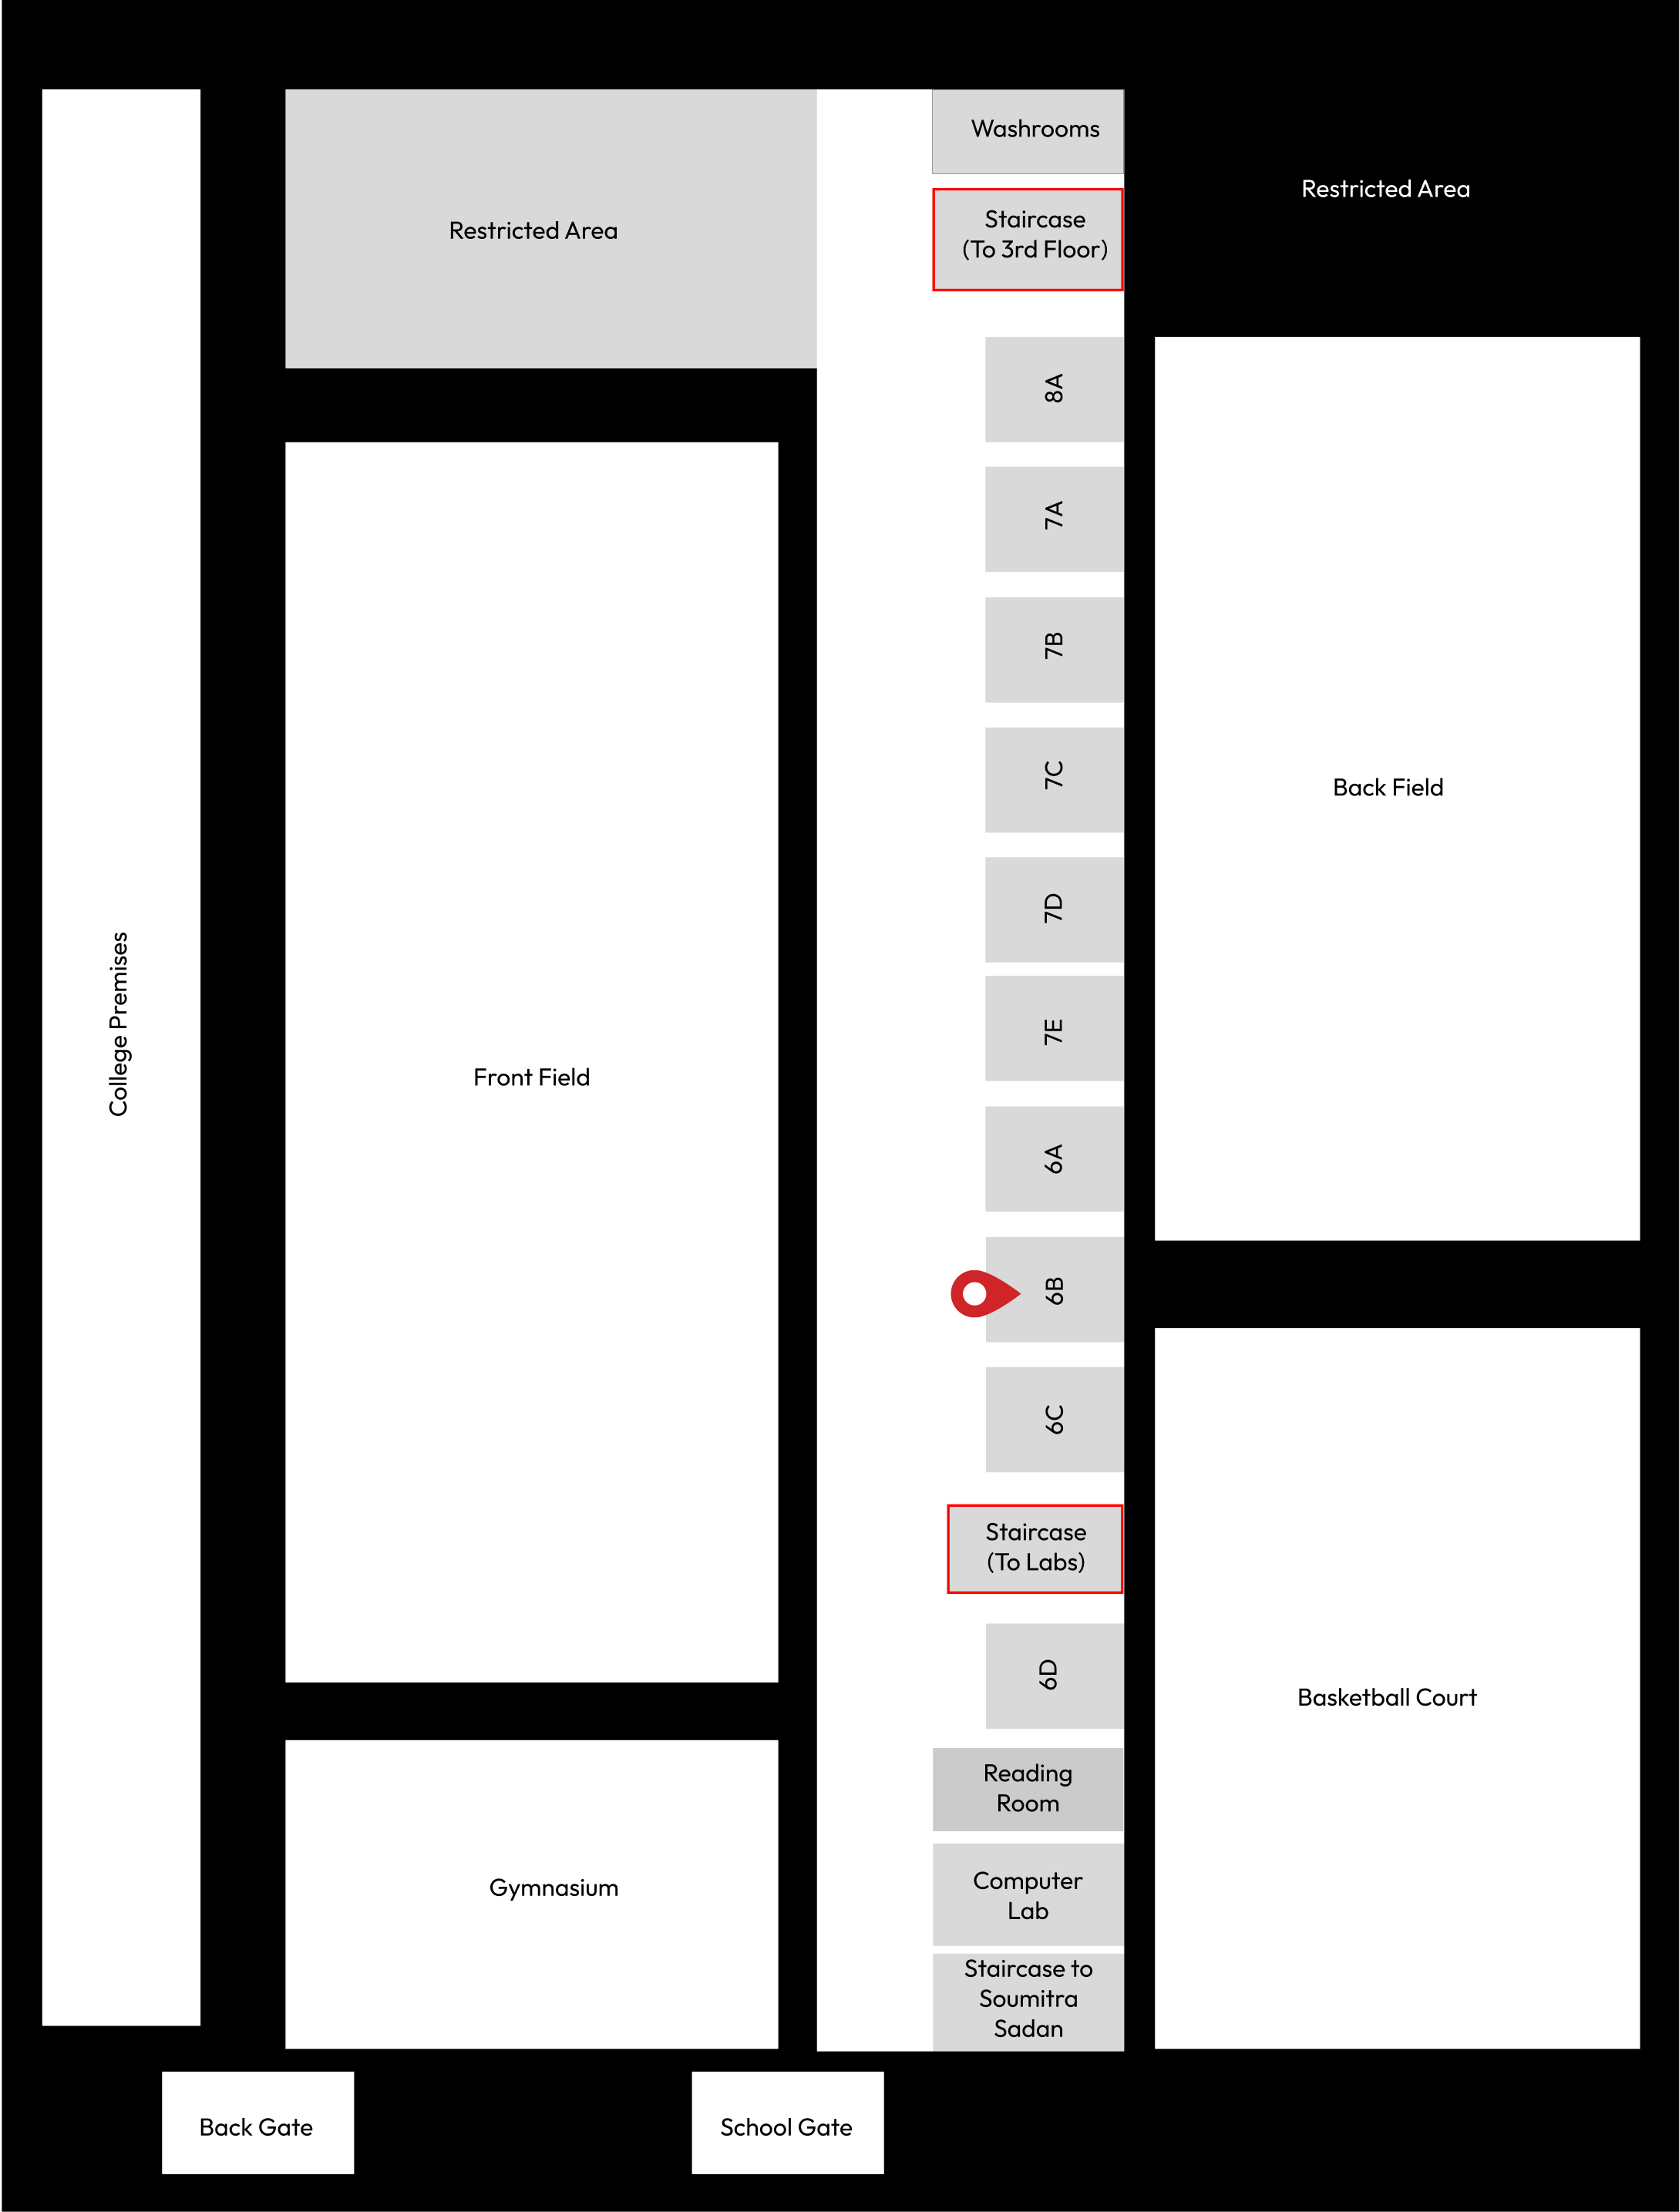 Washrooms
Restricted Area
Staircase
(To 3rd Floor)
Restricted Area
8A
7A
7B
7C
Back Field
7D
College Premises
7E
Front Field
6A
6B
6C
Staircase
(To Labs)
6D
Basketball Court
Reading
Room
Gymnasium
Computer
Lab
Staircase to
Soumitra
Sadan
Back Gate
School Gate